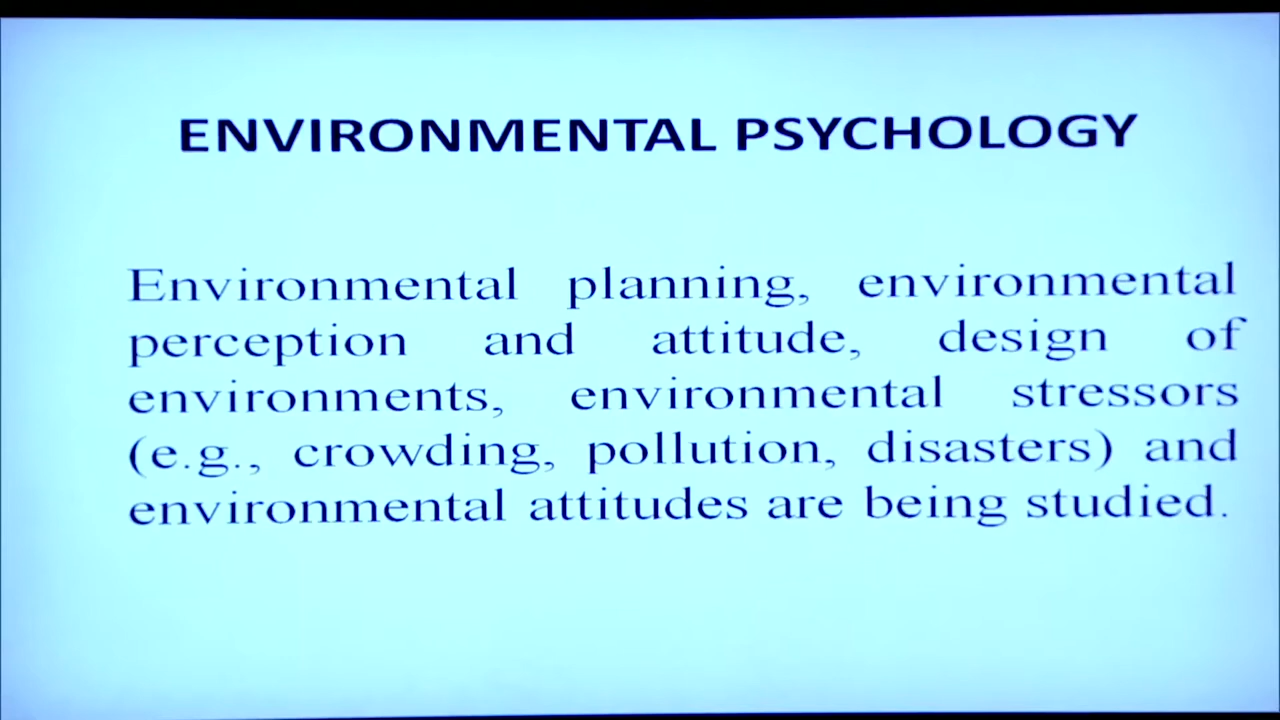 ENVIRONMENTAL PSYCHOLOGY
Environmental planning, environmental
perception and attitude, design of
environments, environmental stressors
(e.g., crowding, pollution, disasters) and
environmental attitudes are being studied.